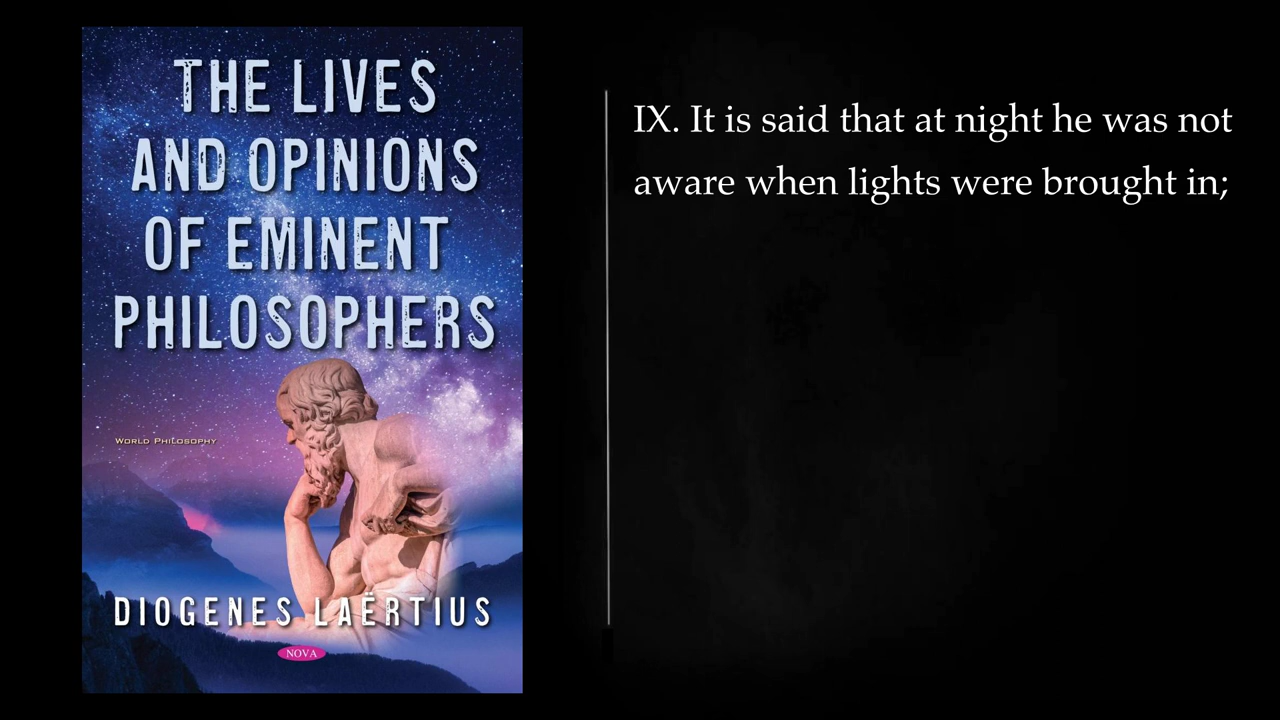 THE LIVES
AND OPINIONS
OF EMINENT
PHILOSOPHERS
WORLD PHILOSOPHY
DIOGENES LAËRTIUS
NOVA
IX. It is said that at night he was not
aware when lights were brought in;